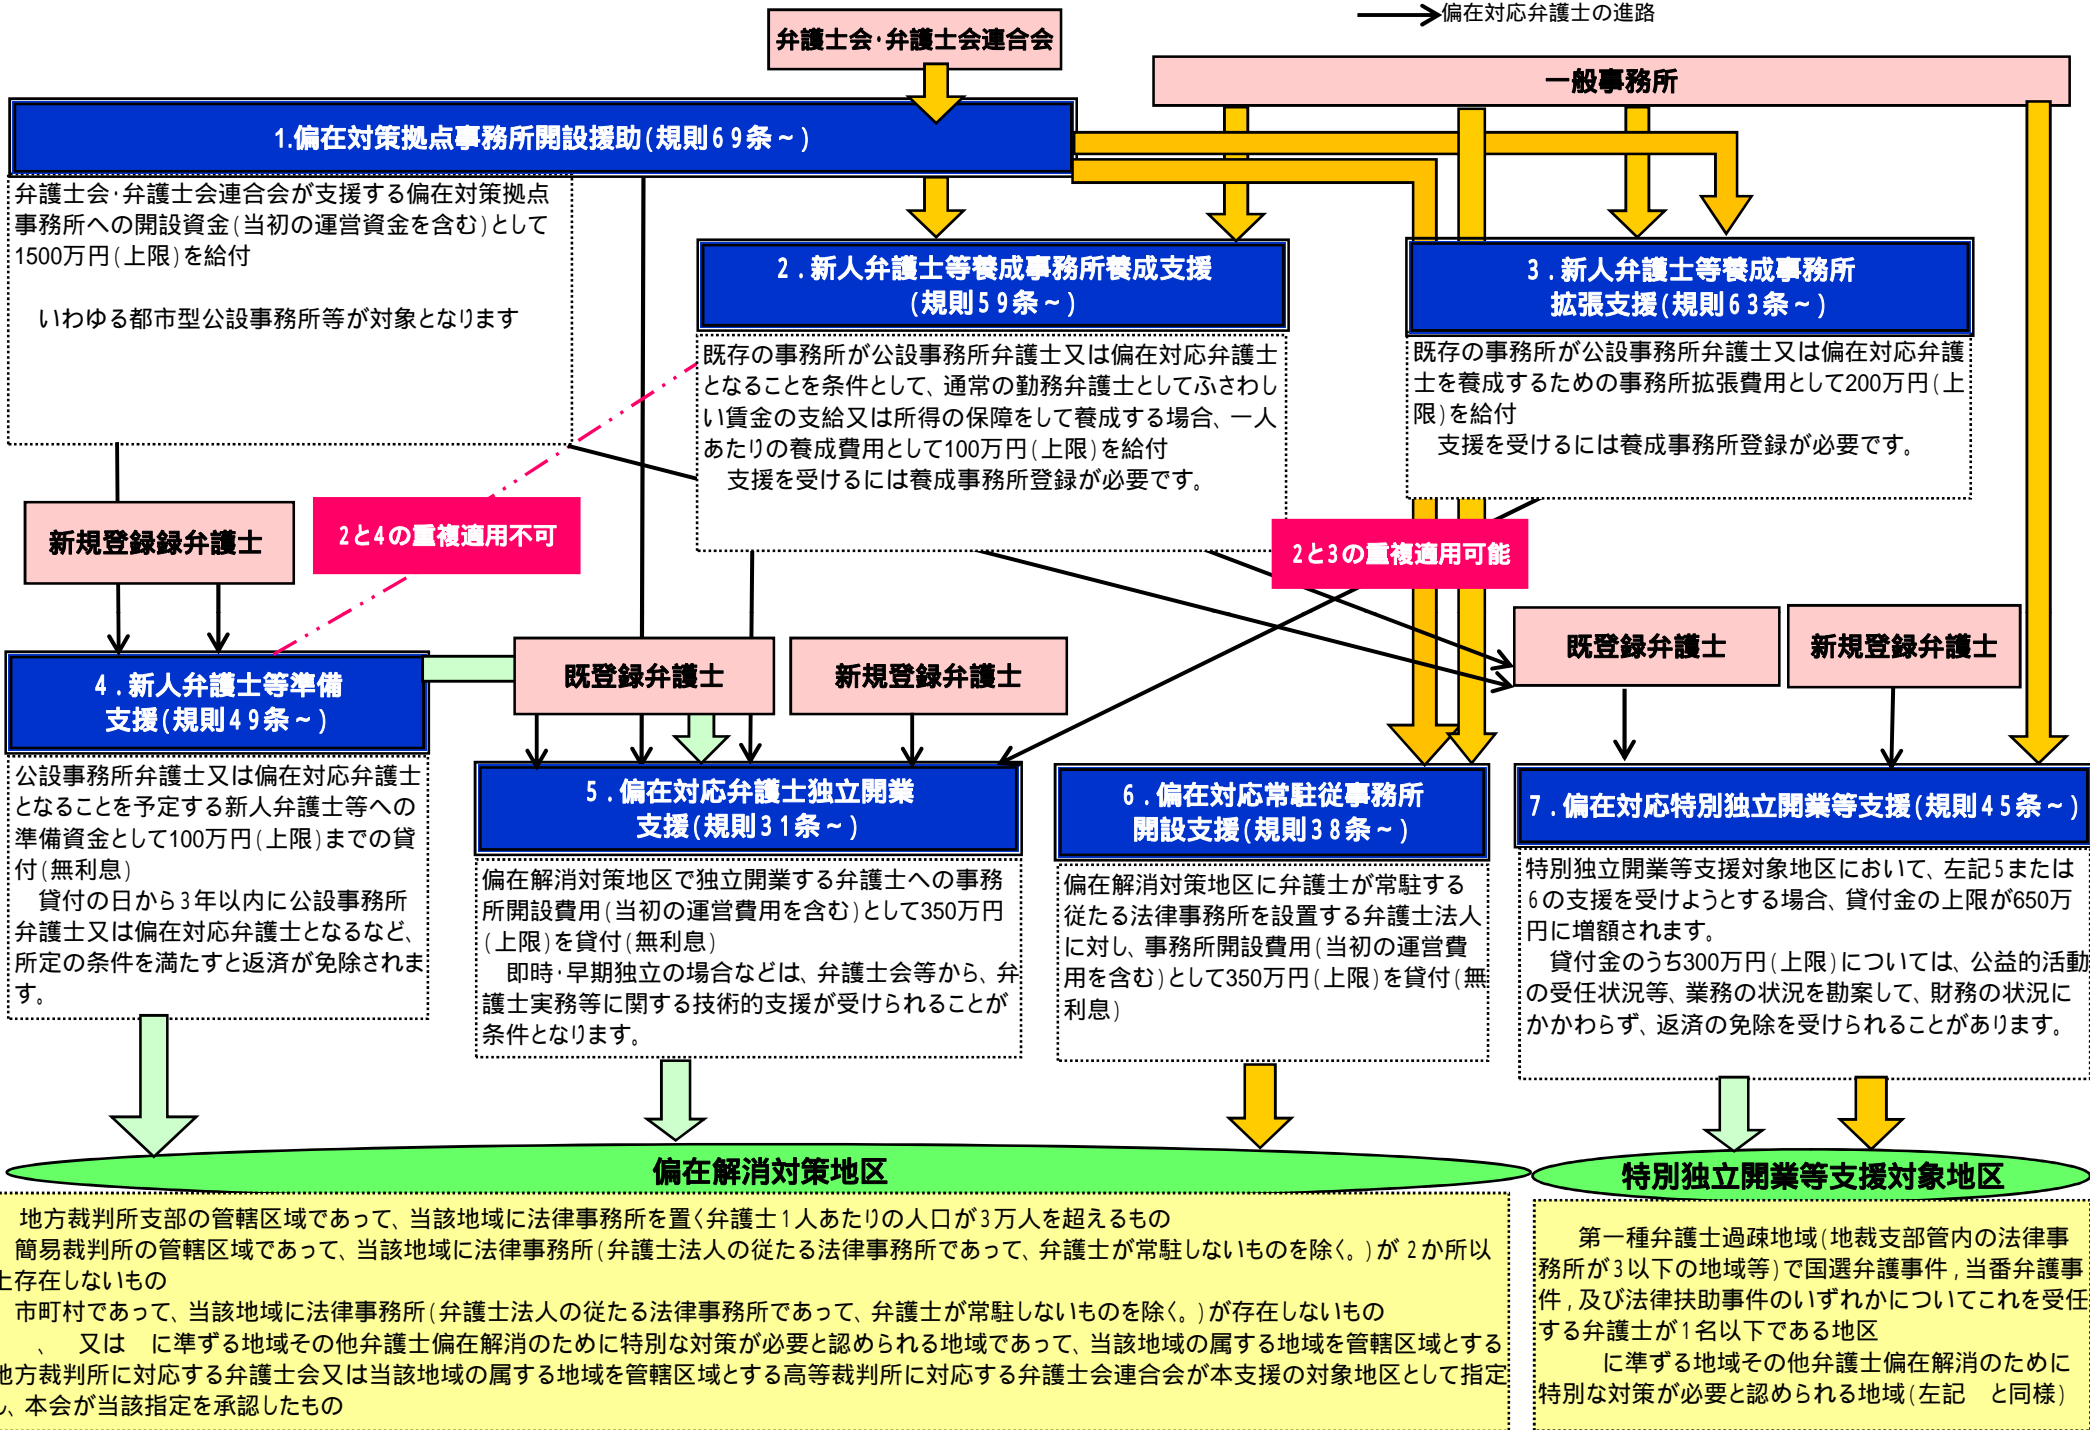 偏在対応弁護士の進路
弁護士会・弁護士会連合会
一般事務所
1.偏在対策拠点事務所開設援助(規則69条~)
弁護士会・弁護士会連合会が支援する偏在対策拠点
事務所への開設資金(当初の運営資金を含む)として
1500万円(上限)を給付
いわゆる都市型公設事務所等が対象となります
2.新人弁護士等養成事務所養成支援
(規則59条~)
既存の事務所が公設事務所弁護士又は偏在対応弁護士
となることを条件として、通常の勤務弁護士としてふさわし
い賃金の支給又は所得の保障をして養成する場合、一人
あたりの養成費用として100万円(上限)を給付
支援を受けるには養成事務所登録が必要です。
3.新人弁護士等養成事務所
拡張支援(規則63条~)
既存の事務所が公設事務所弁護士又は偏在対応弁護
士を養成するための事務所拡張費用として200万円(上
限)を給付
支援を受けるには養成事務所登録が必要です。
新規登録録弁護士
2と4の重複適用不可
2と3の重複適用可能
既登録弁護士
新規登録弁護士
既登録弁護士
新規登録弁護士
4.新人弁護士等準備
支援(規則49条~)
公設事務所弁護士又は偏在対応弁護士
となることを予定する新人弁護士等への
準備資金として100万円(上限)までの貸
付(無利息)
貸付の日から3年以内に公設事務所
弁護士又は偏在対応弁護士となるなど、
所定の条件を満たすと返済が免除されま
す。
5.偏在対応弁護士独立開業
支援(規則31条~)
偏在解消対策地区で独立開業する弁護士への事務
所開設費用(当初の運営費用を含む)として350万円
(上限)を貸付(無利息)
即時・早期独立の場合などは、弁護士会等から、弁
護士実務等に関する技術的支援が受けられることが
条件となります。
6.偏在対応常駐従事務所
開設支援(規則38条~)
偏在解消対策地区に弁護士が常駐する
従たる法律事務所を設置する弁護士法人
に対し、事務所開設費用(当初の運営費
用を含む)として350万円(上限)を貸付(無
利息)
7.偏在対応特別独立開業等支援(規則45条~)
特別独立開業等支援対象地区において、左記5または
6の支援を受けようとする場合、貸付金の上限が650万
円に増額されます。
貸付金のうち300万円(上限)については、公益的活動
の受任状況等、業務の状況を勘案して、財務の状況に
かかわらず、返済の免除を受けられることがあります。
偏在解消対策地区
特別独立開業等支援対象地区
地方裁判所支部の管轄区域であって、当該地域に法律事務所を置く弁護士1人あたりの人口が3万人を超えるもの
簡易裁判所の管轄区域であって、当該地域に法律事務所(弁護士法人の従たる法律事務所であって、弁護士が常駐しないものを除く。)が2か所以
上存在しないもの
市町村であって、当該地域に法律事務所(弁護士法人の従たる法律事務所であって、弁護士が常駐しないものを除く。)が存在しないもの
、 又は に準ずる地域その他弁護士偏在解消のために特別な対策が必要と認められる地域であって、当該地域の属する地域を管轄区域とする
地方裁判所に対応する弁護士会又は当該地域の属する地域を管轄区域とする高等裁判所に対応する弁護士会連合会が本支援の対象地区として指定
し、本会が当該指定を承認したもの
第一種弁護士過疎地域(地裁支部管内の法律事
務所が3以下の地域等)で国選弁護事件,当番弁護事
件,及び法律扶助事件のいずれかについてこれを受任
する弁護士が1名以下である地区
に準ずる地域その他弁護士偏在解消のために
特別な対策が必要と認められる地域(左記 と同様)